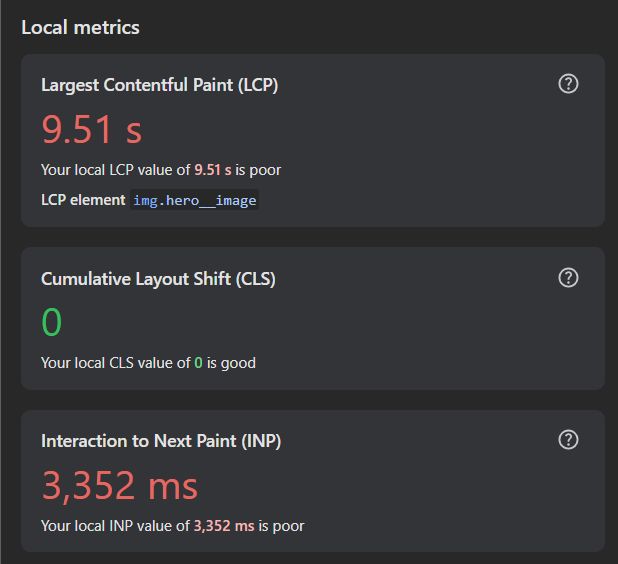 Local metrics
Largest Contentful Paint (LCP)
9.51 s
Your local LCP value of 9.51 s is poor
LCP element img.hero__image
Cumulative Layout Shift (CLS)
0
Your local CLS value of 0 is good
Interaction to Next Paint (INP)
3,352 ms
Your local INP value of 3,352 ms is poor